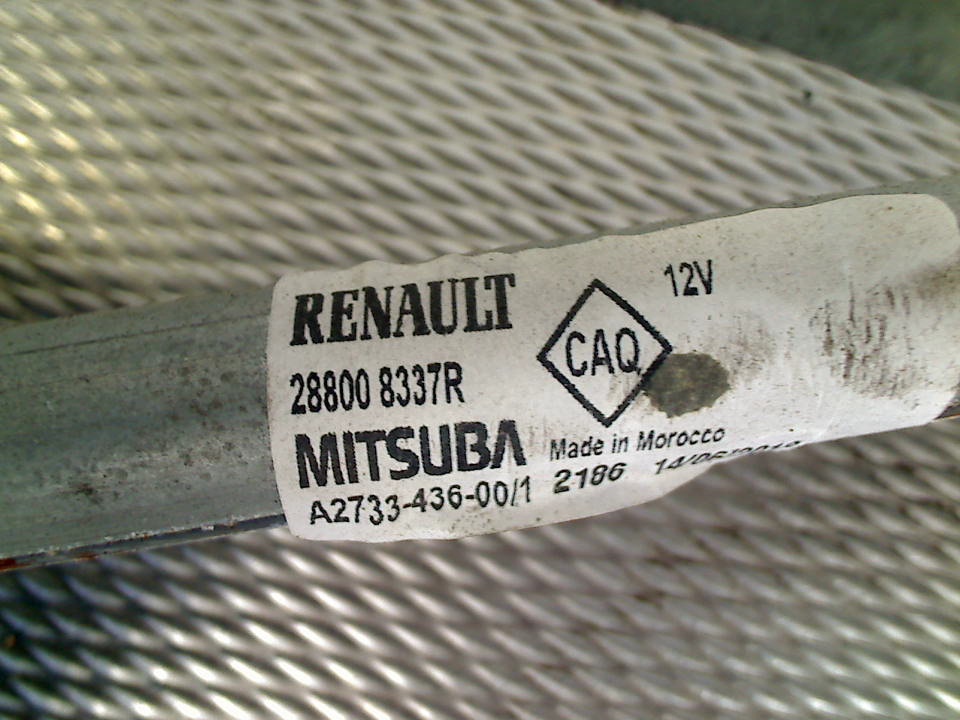 RENAULT
28800 8337R
MITSUBA
A2733-436-00/1
CAQ
12V
Made in Morocco
2186